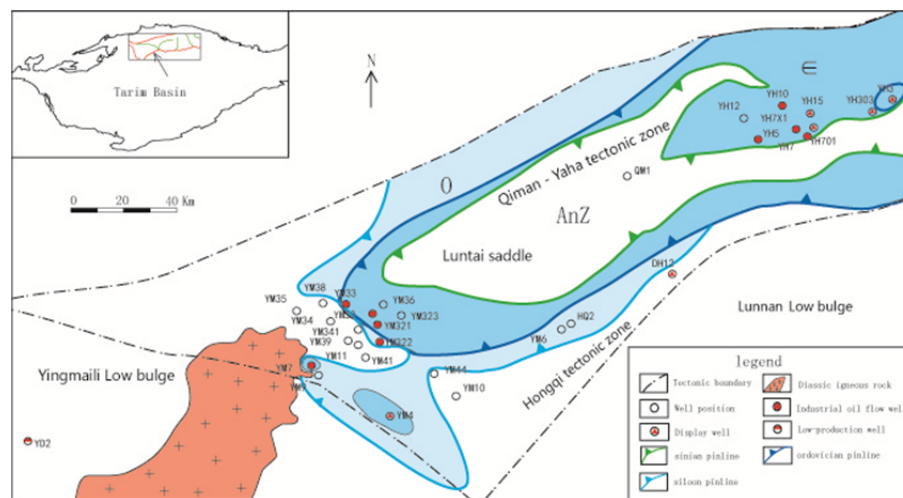 Tarim Basin
N
0 20 40 Km
∈
YH10
YH12
YH15
YH303
YH3
YH7X1
YH5
YH7
YH701
QM1
Qiman - Yaha tectonic zone
O
AnZ
Luntai saddle
DH12
Lunnan Low bulge
YM38
YM33
YM36
YM35
YM34
YM323
YM341
YM321
YM39
YM322
YM11
YM41
YM7
YM9
YM6
HQ2
YM44
YM10
YM4
Hongqi tectonic zone
Yingmaili Low bulge
YD2
legend
Tectonic boundary
Diassic igneous rock
Well position
Industrial oil flow wel
Display well
Low-production well
sinian pinline
ordovician pinline
siloon pinline